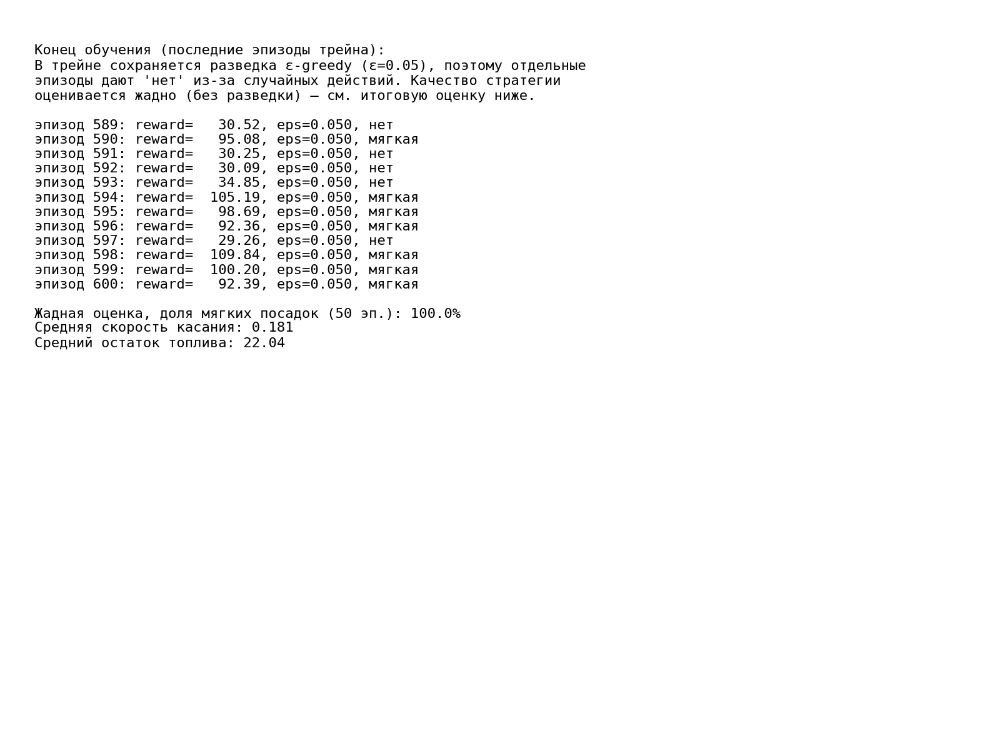 Конец обучения (последние эпизоды трейна):
В трейне сохраняется разведка ε-greedy (ε=0.05), поэтому отдельные
эпизоды дают 'нет' из-за случайных действий. Качество стратегии
оценивается жадно (без разведки) — см. итоговую оценку ниже.

эпизод 589: reward=   30.52, eps=0.050, нет
эпизод 590: reward=   95.08, eps=0.050, мягкая
эпизод 591: reward=   30.25, eps=0.050, нет
эпизод 592: reward=   30.09, eps=0.050, нет
эпизод 593: reward=   34.85, eps=0.050, нет
эпизод 594: reward=  105.19, eps=0.050, мягкая
эпизод 595: reward=   98.69, eps=0.050, мягкая
эпизод 596: reward=   92.36, eps=0.050, мягкая
эпизод 597: reward=   29.26, eps=0.050, нет
эпизод 598: reward=  109.84, eps=0.050, мягкая
эпизод 599: reward=  100.20, eps=0.050, мягкая
эпизод 600: reward=   92.39, eps=0.050, мягкая

Жадная оценка, доля мягких посадок (50 эп.): 100.0%
Средняя скорость касания: 0.181
Средний остаток топлива: 22.04